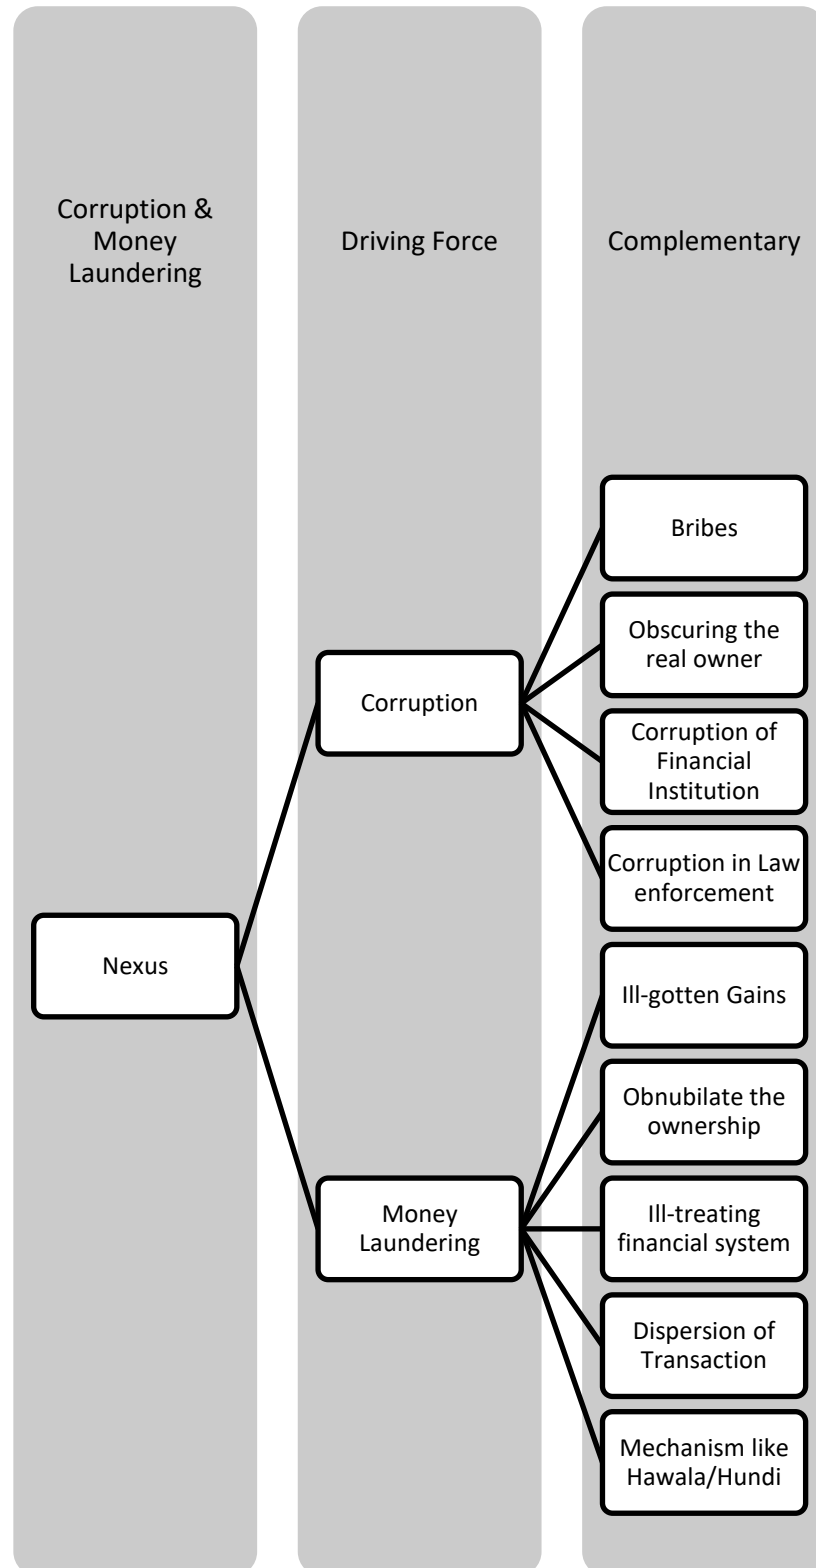 Corruption &
Money
Laundering
Driving Force
Complementary
Nexus
Corruption
Money
Laundering
Bribes
Obscuring the
real owner
Corruption of
Financial
Institution
Corruption in Law
enforcement
Ill-gotten Gains
Obnubilate the
ownership
Ill-treating
financial system
Dispersion of
Transaction
Mechanism like
Hawala/Hundi